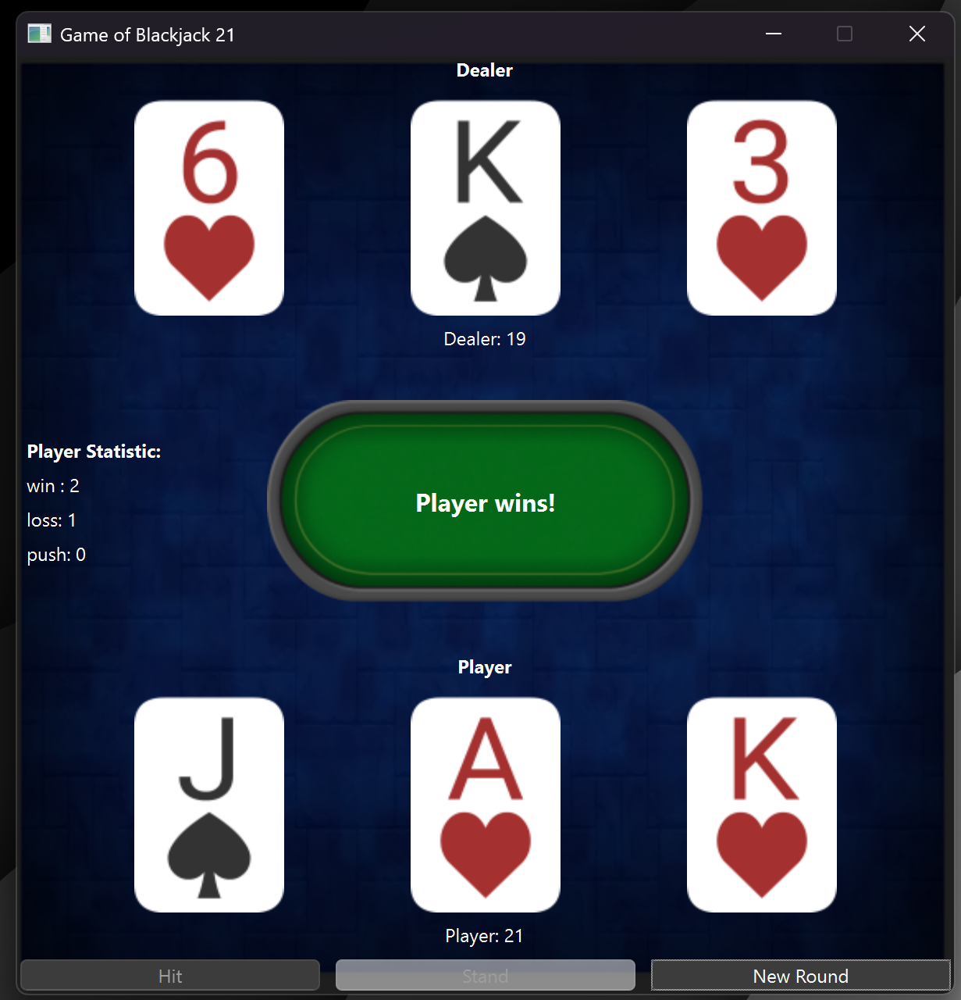 Game of Blackjack 21
Dealer
6 K 3
Dealer: 19
Player Statistic:
win : 2
loss: 1
push: 0
Player wins!
Player
J A K
Player: 21
Hit Stand New Round